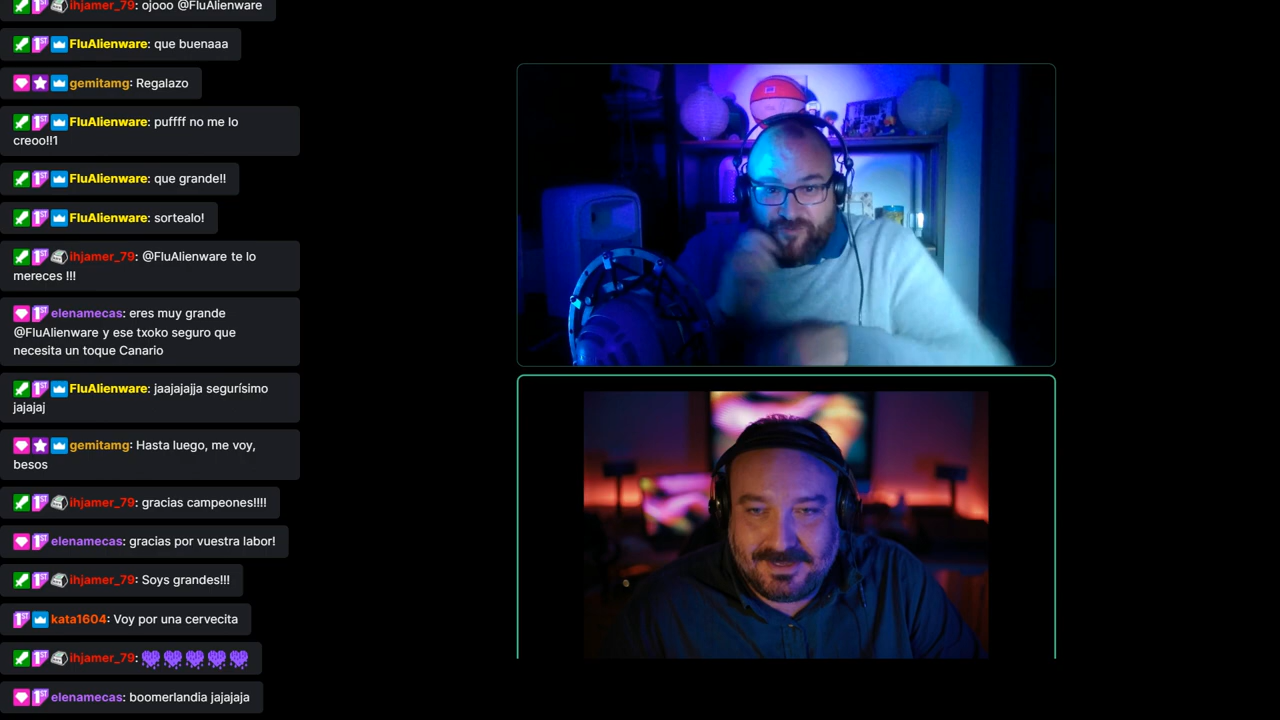 ihjamer_79: ojooo @FluAlienware
FluAlienware: que buenaaa
gemitamg: Regalazo
FluAlienware: puffff no me lo
creoo!!1
FluAlienware: que grande!!
FluAlienware: sortealo!
ihjamer_79: @FluAlienware te lo
mereces !!!
elenamecas: eres muy grande
@FluAlienware y ese txoko seguro que
necesita un toque Canario
FluAlienware: jaajajajja segurísimo
jajajaj
gemitamg: Hasta luego, me voy,
besos
ihjamer_79: gracias campeones!!!!
elenamecas: gracias por vuestra labor!
ihjamer_79: Soys grandes!!!
kata1604: Voy por una cervecita
ihjamer_79:
elenamecas: boomerlandia jajajaja